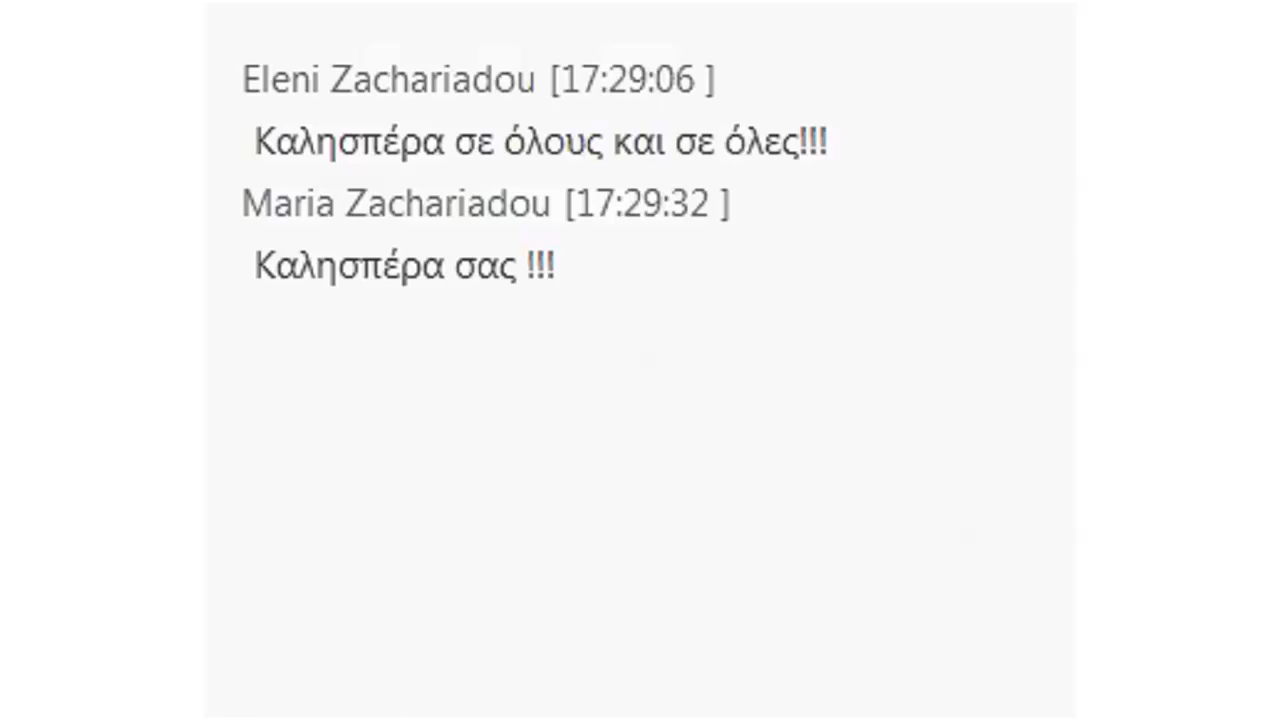 Eleni Zachariadou [17:29:06 ]
Καλησπέρα σε όλους και σε όλες!!!
Maria Zachariadou [17:29:32 ]
Καλησπέρα σας !!!